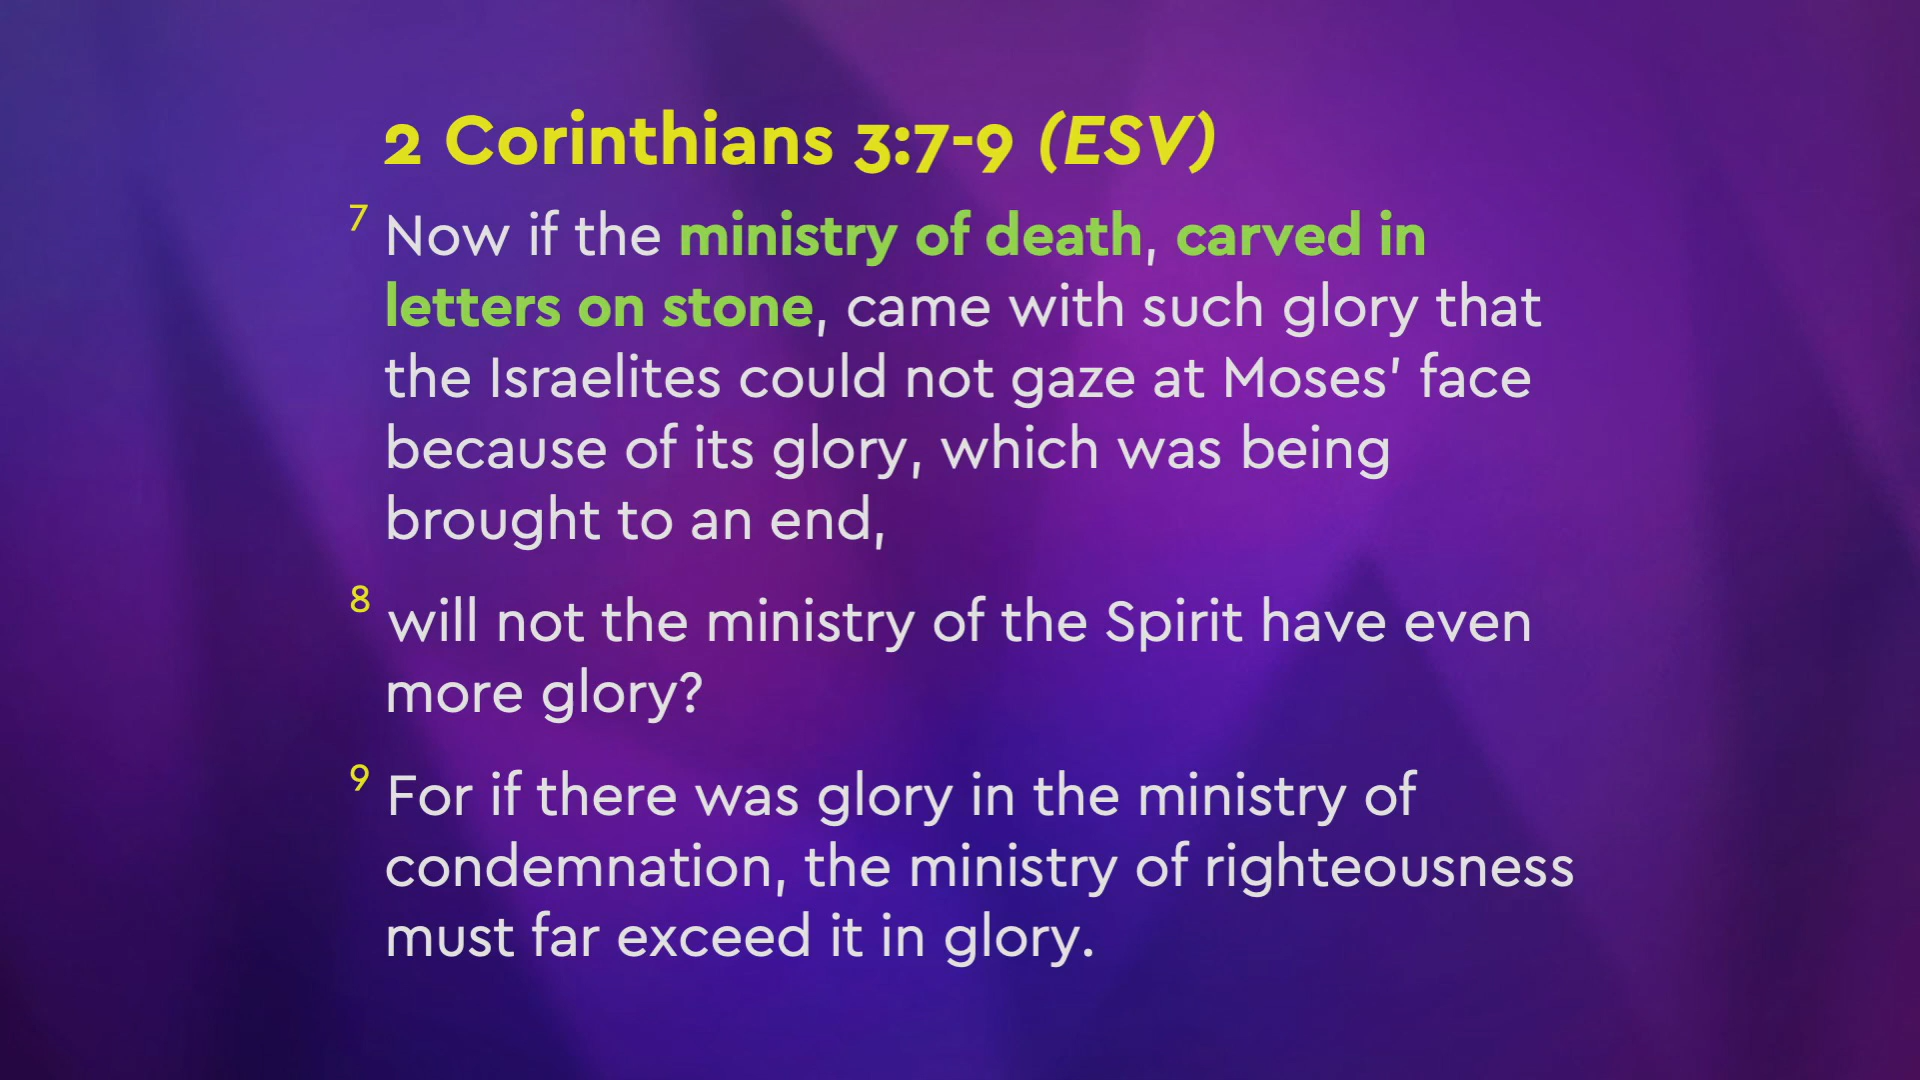 2 Corinthians 3:7-9 (ESV)
7 Now if the ministry of death, carved in
letters on stone, came with such glory that
the Israelites could not gaze at Moses’ face
because of its glory, which was being
brought to an end,
8 will not the ministry of the Spirit have even
more glory?
9 For if there was glory in the ministry of
condemnation, the ministry of righteousness
must far exceed it in glory.